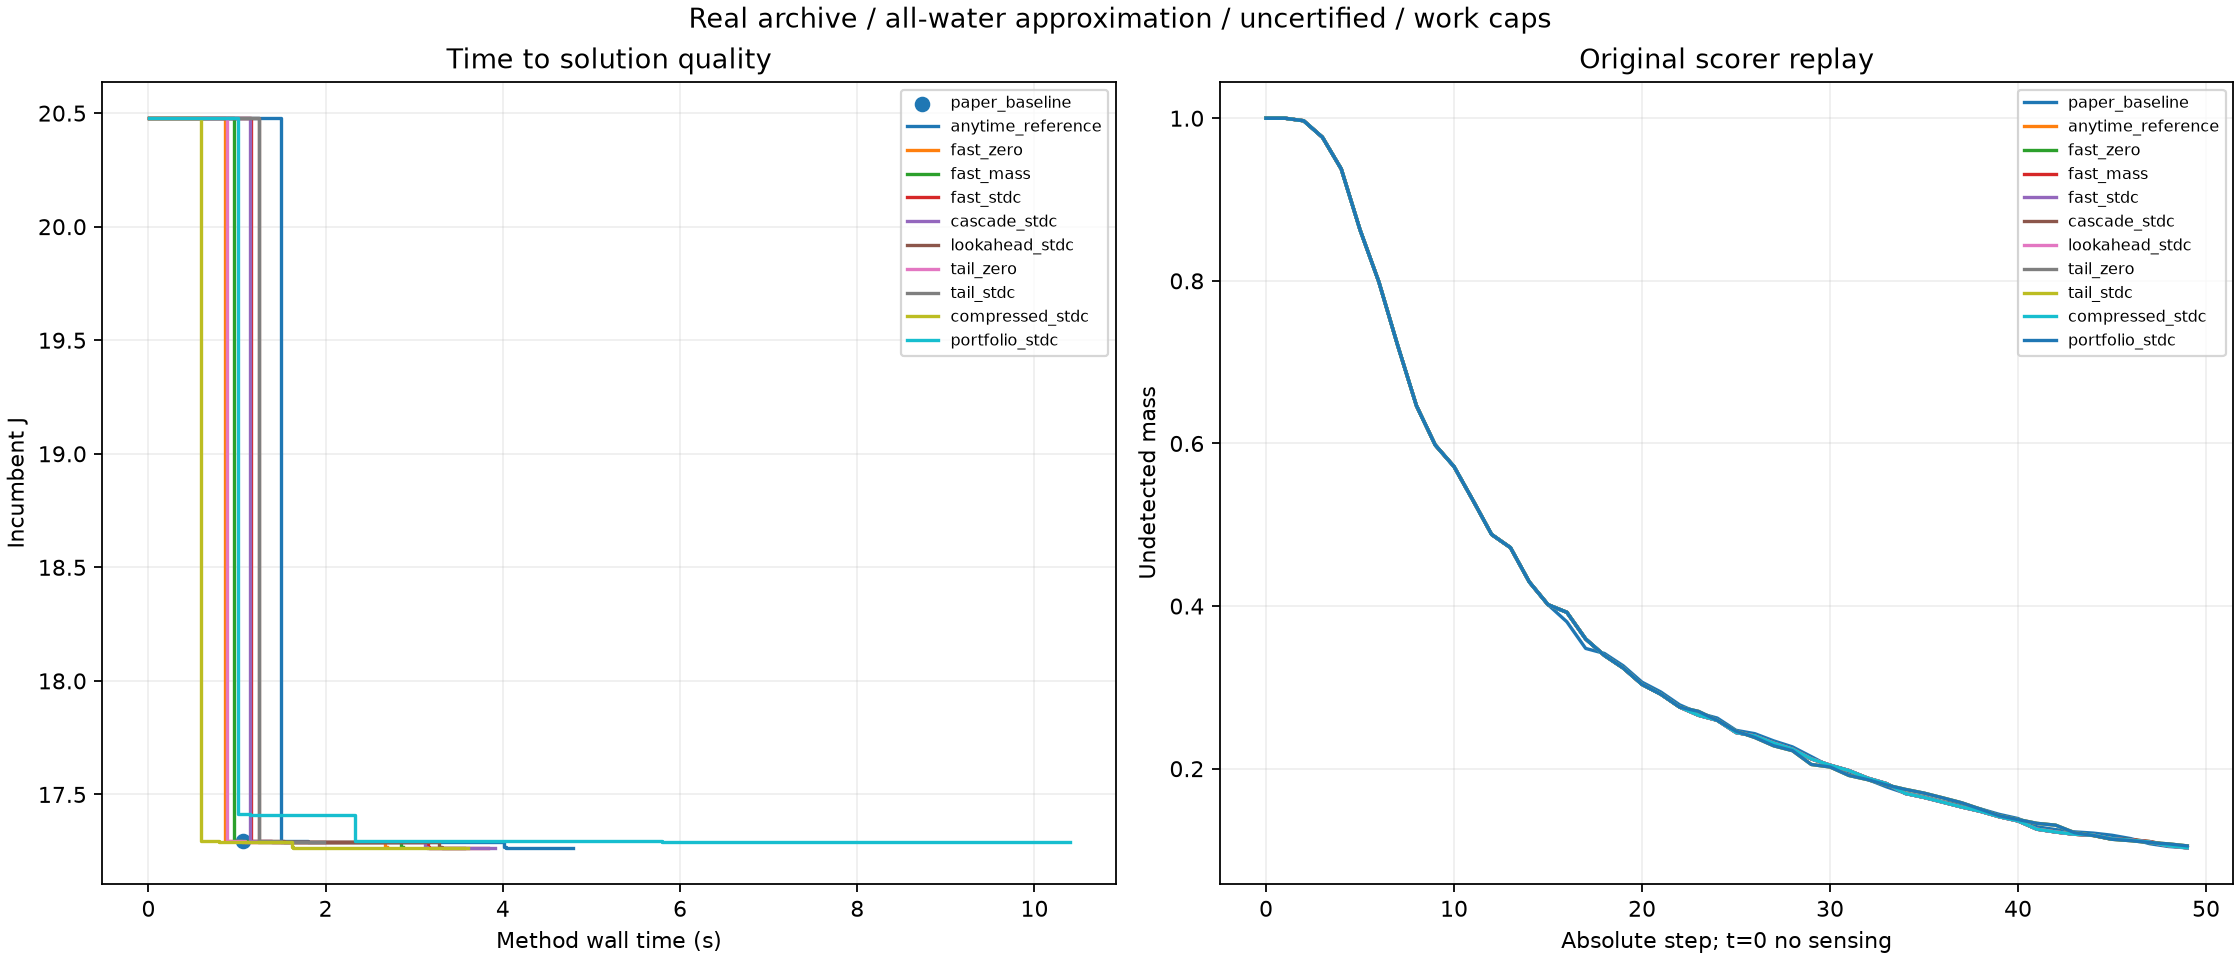 Real archive / all-water approximation / uncertified / work caps
Time to solution quality
20.5
20.0
19.5
19.0
18.5
18.0
17.5
Incumbent J
0
2
4
6
8
10
Method wall time (s)
paper_baseline
anytime_reference
fast_zero
fast_mass
fast_stdc
cascade_stdc
lookahead_stdc
tail_zero
tail_stdc
compressed_stdc
portfolio_stdc
Original scorer replay
1.0
0.8
0.6
0.4
0.2
Undetected mass
0
10
20
30
40
50
Absolute step; t=0 no sensing
paper_baseline
anytime_reference
fast_zero
fast_mass
fast_stdc
cascade_stdc
lookahead_stdc
tail_zero
tail_stdc
compressed_stdc
portfolio_stdc